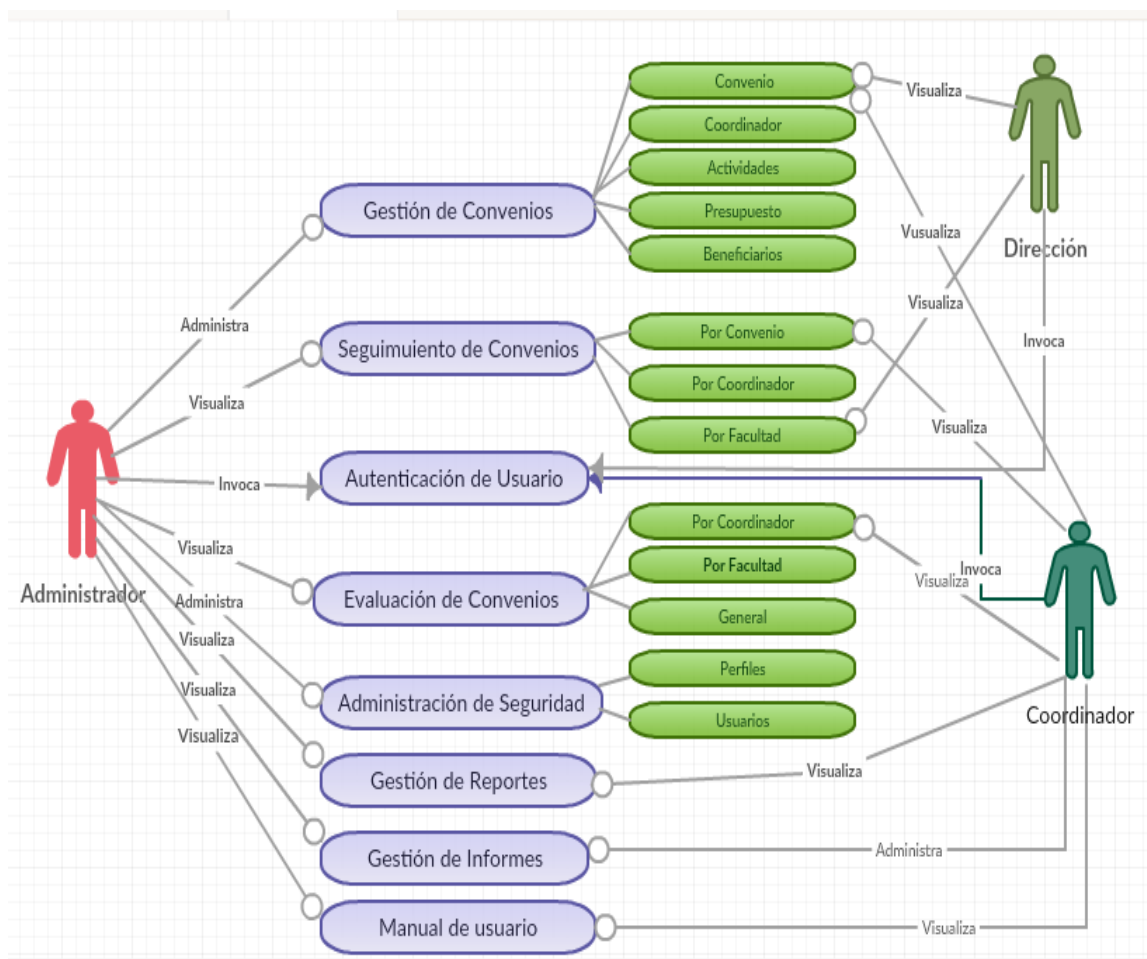 Convenio
Visualiza
Coordinador
Actividades
Gestión de Convenios
Presupuesto
Vusualiza
Beneficiarios
Dirección
Visualiza
Administra
Por Convenio
Invoca
Seguimuiento de Convenios
Por Coordinador
Visualiza
Visualiza
Por Facultad
Autenticación de Usuario
Invoca
Por Coordinador
Visualiza
Por Facultad
Invoca
Visualiza
Administrador
Administra
Evaluación de Convenios
General
Visualiza
Perfiles
Visualiza
Administración de Seguridad
Usuarios
Coordinador
Visualiza
Gestión de Reportes
Visualiza
Gestión de Informes
Administra
Manual de usuario
Visualiza